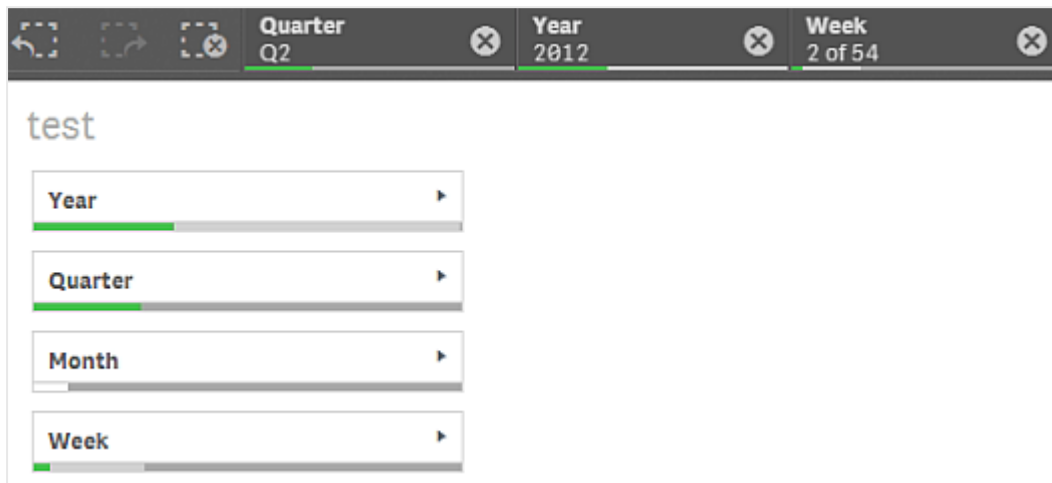 Quarter
Q2
Year
2012
Week
2 of 54
test
Year
Quarter
Month
Week